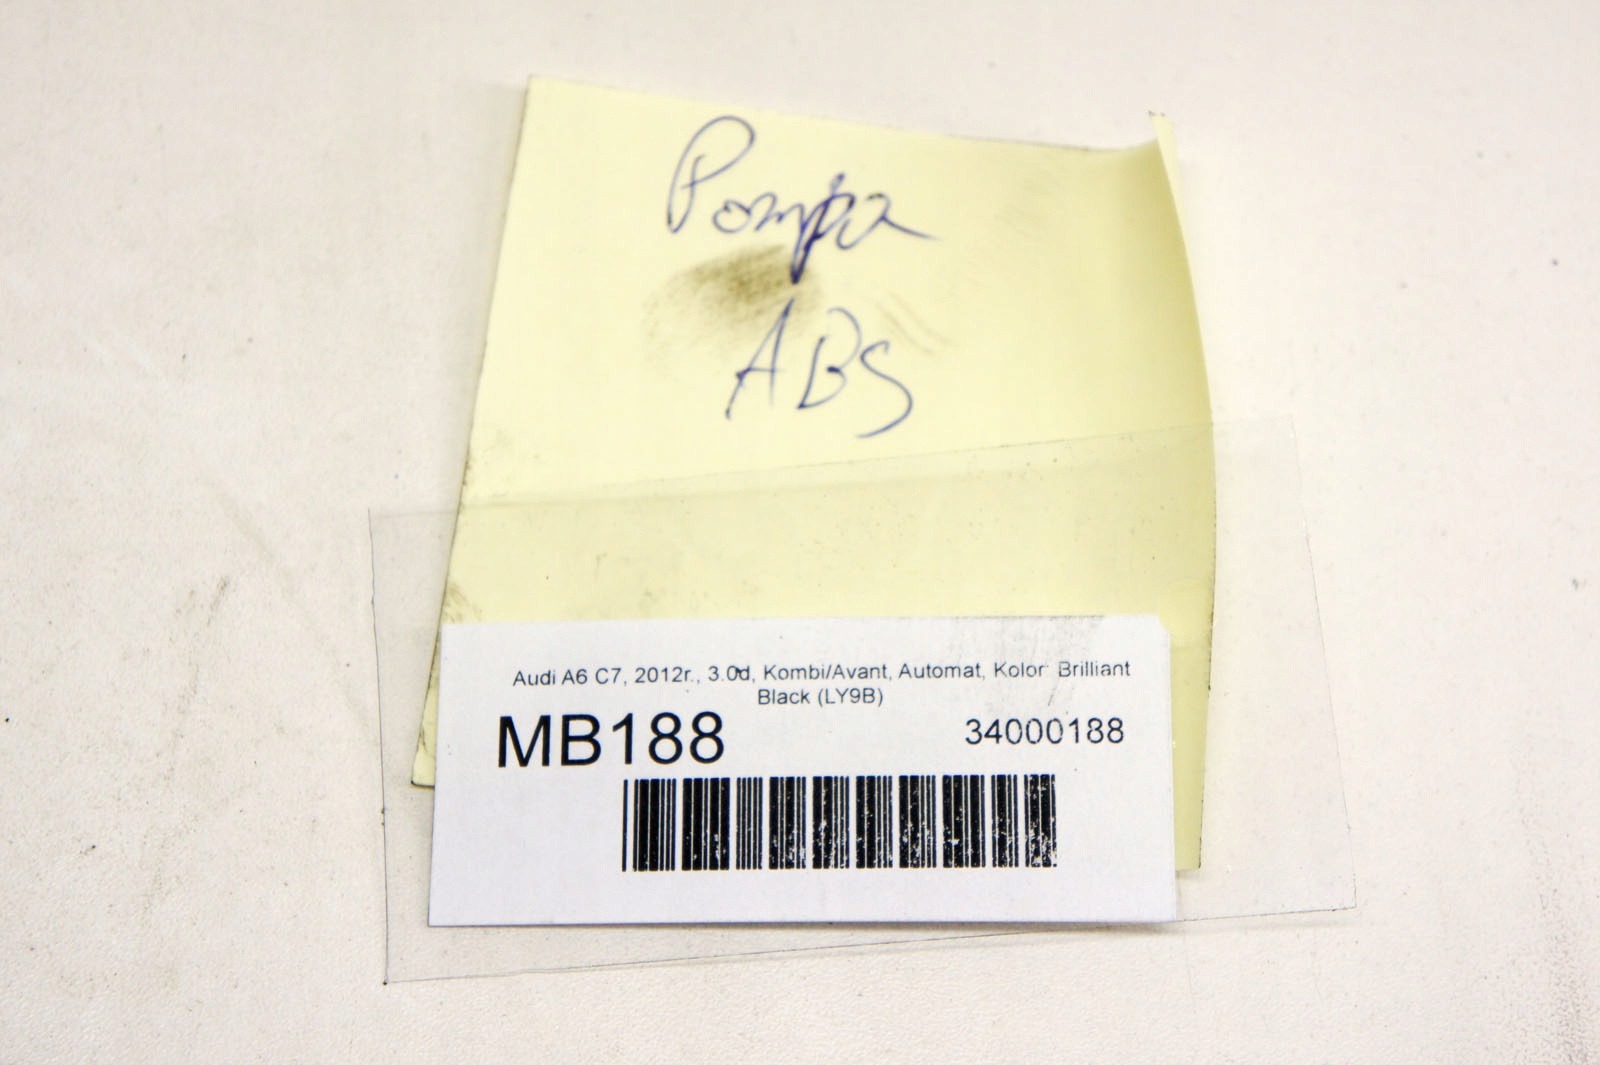 Pompa
ABS
Audi A6 C7, 2012r., 3.0d, Kombi/Avant, Automat, Kolor: Brilliant
Black (LY9B)
MB188
34000188